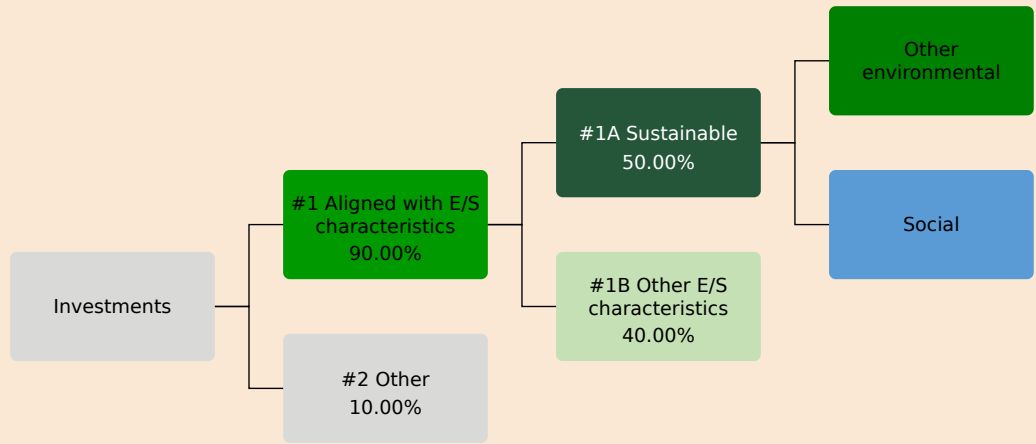 Investments
#1 Aligned with E/S
characteristics
90.00%
#2 Other
10.00%
#1A Sustainable
50.00%
#1B Other E/S
characteristics
40.00%
Other
environmental
Social